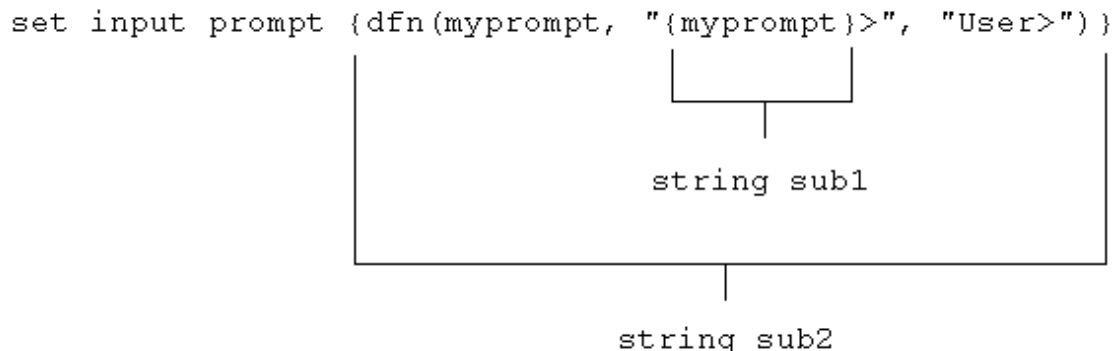 set input prompt {dfn(myprompt, "{myprompt}>", "User>")}
string sub1
string sub2